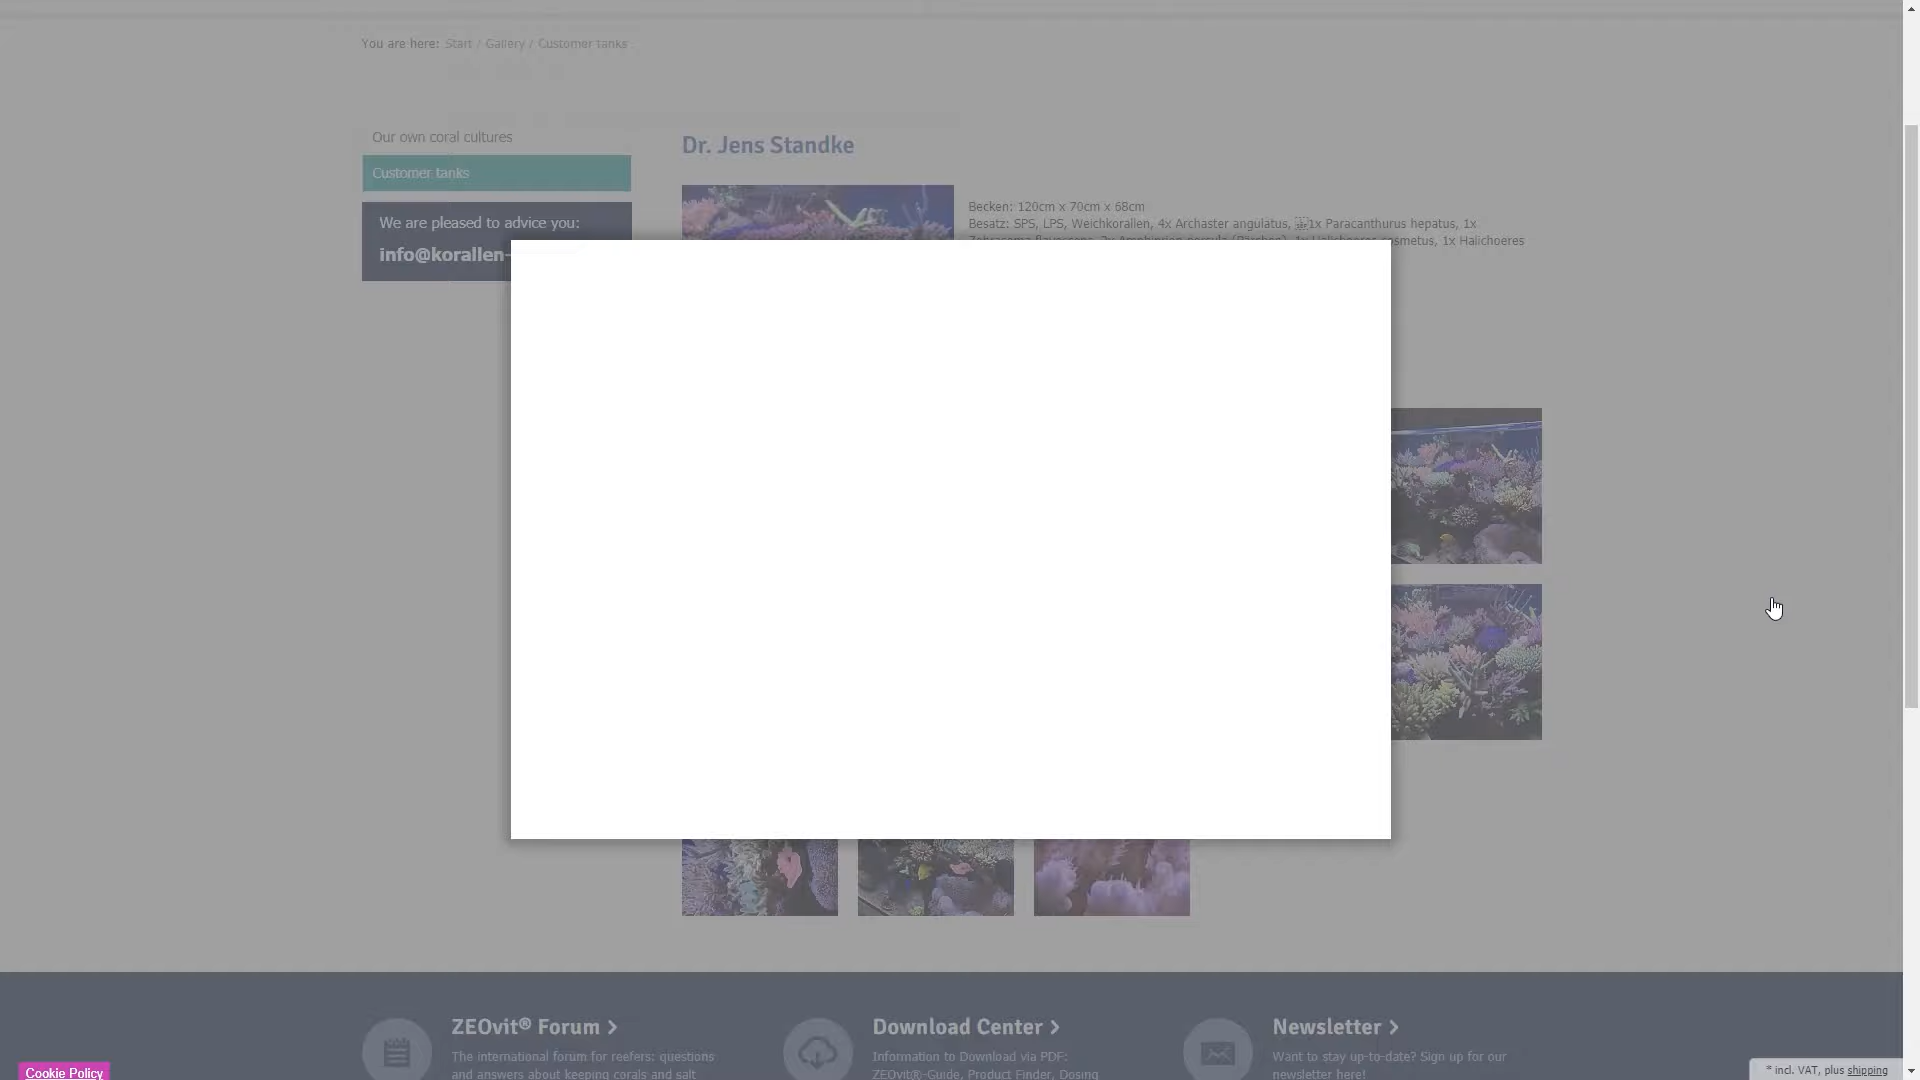 You are here: Start / Gallery / Customer tanks
Our own coral cultures
Customer tanks
We are pleased to advice you:
info@korallen-
Dr. Jens Standke
Becken: 120cm x 70cm x 68cm
Besatz: SPS, LPS, Weichkorallen, 4x Archaster angulatus, 1x Paracanthurus hepatus, 1x
1x Halichoeres
ZEOvit® Forum
The international forum for reefers: questions
and answers about keeping corals and salt
Download Center
Information to Download via PDF:
ZEOvit®-Guide, Product Finder, Dosing
Newsletter
Want to stay up-to-date? Sign up for our
newsletter here!
Cookie Policy
* incl. VAT, plus shipping